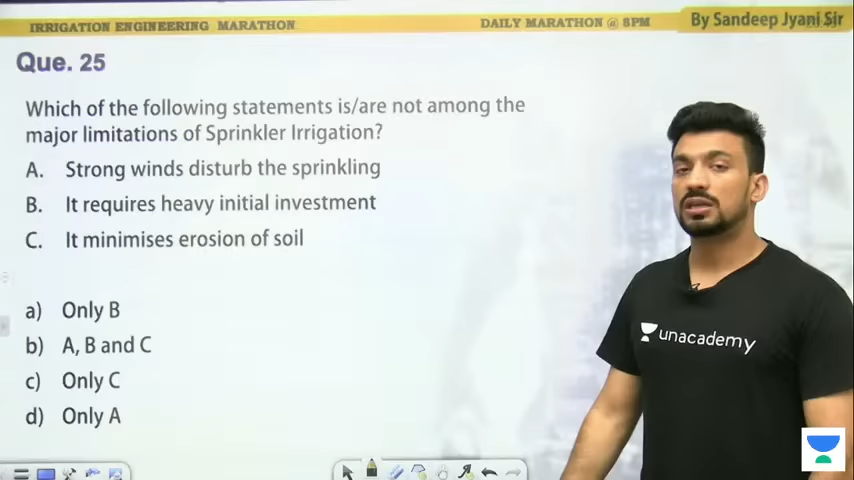 IRRIGATION ENGINEERING MARATHON
DAILY MARATHON @ 8PM
By Sandeep Jyani Sir
Que. 25
Which of the following statements is/are not among the
major limitations of Sprinkler Irrigation?
A. Strong winds disturb the sprinkling
B. It requires heavy initial investment
C. It minimises erosion of soil
a) Only B
b) A, B and C
c) Only C
d) Only A
unacademy